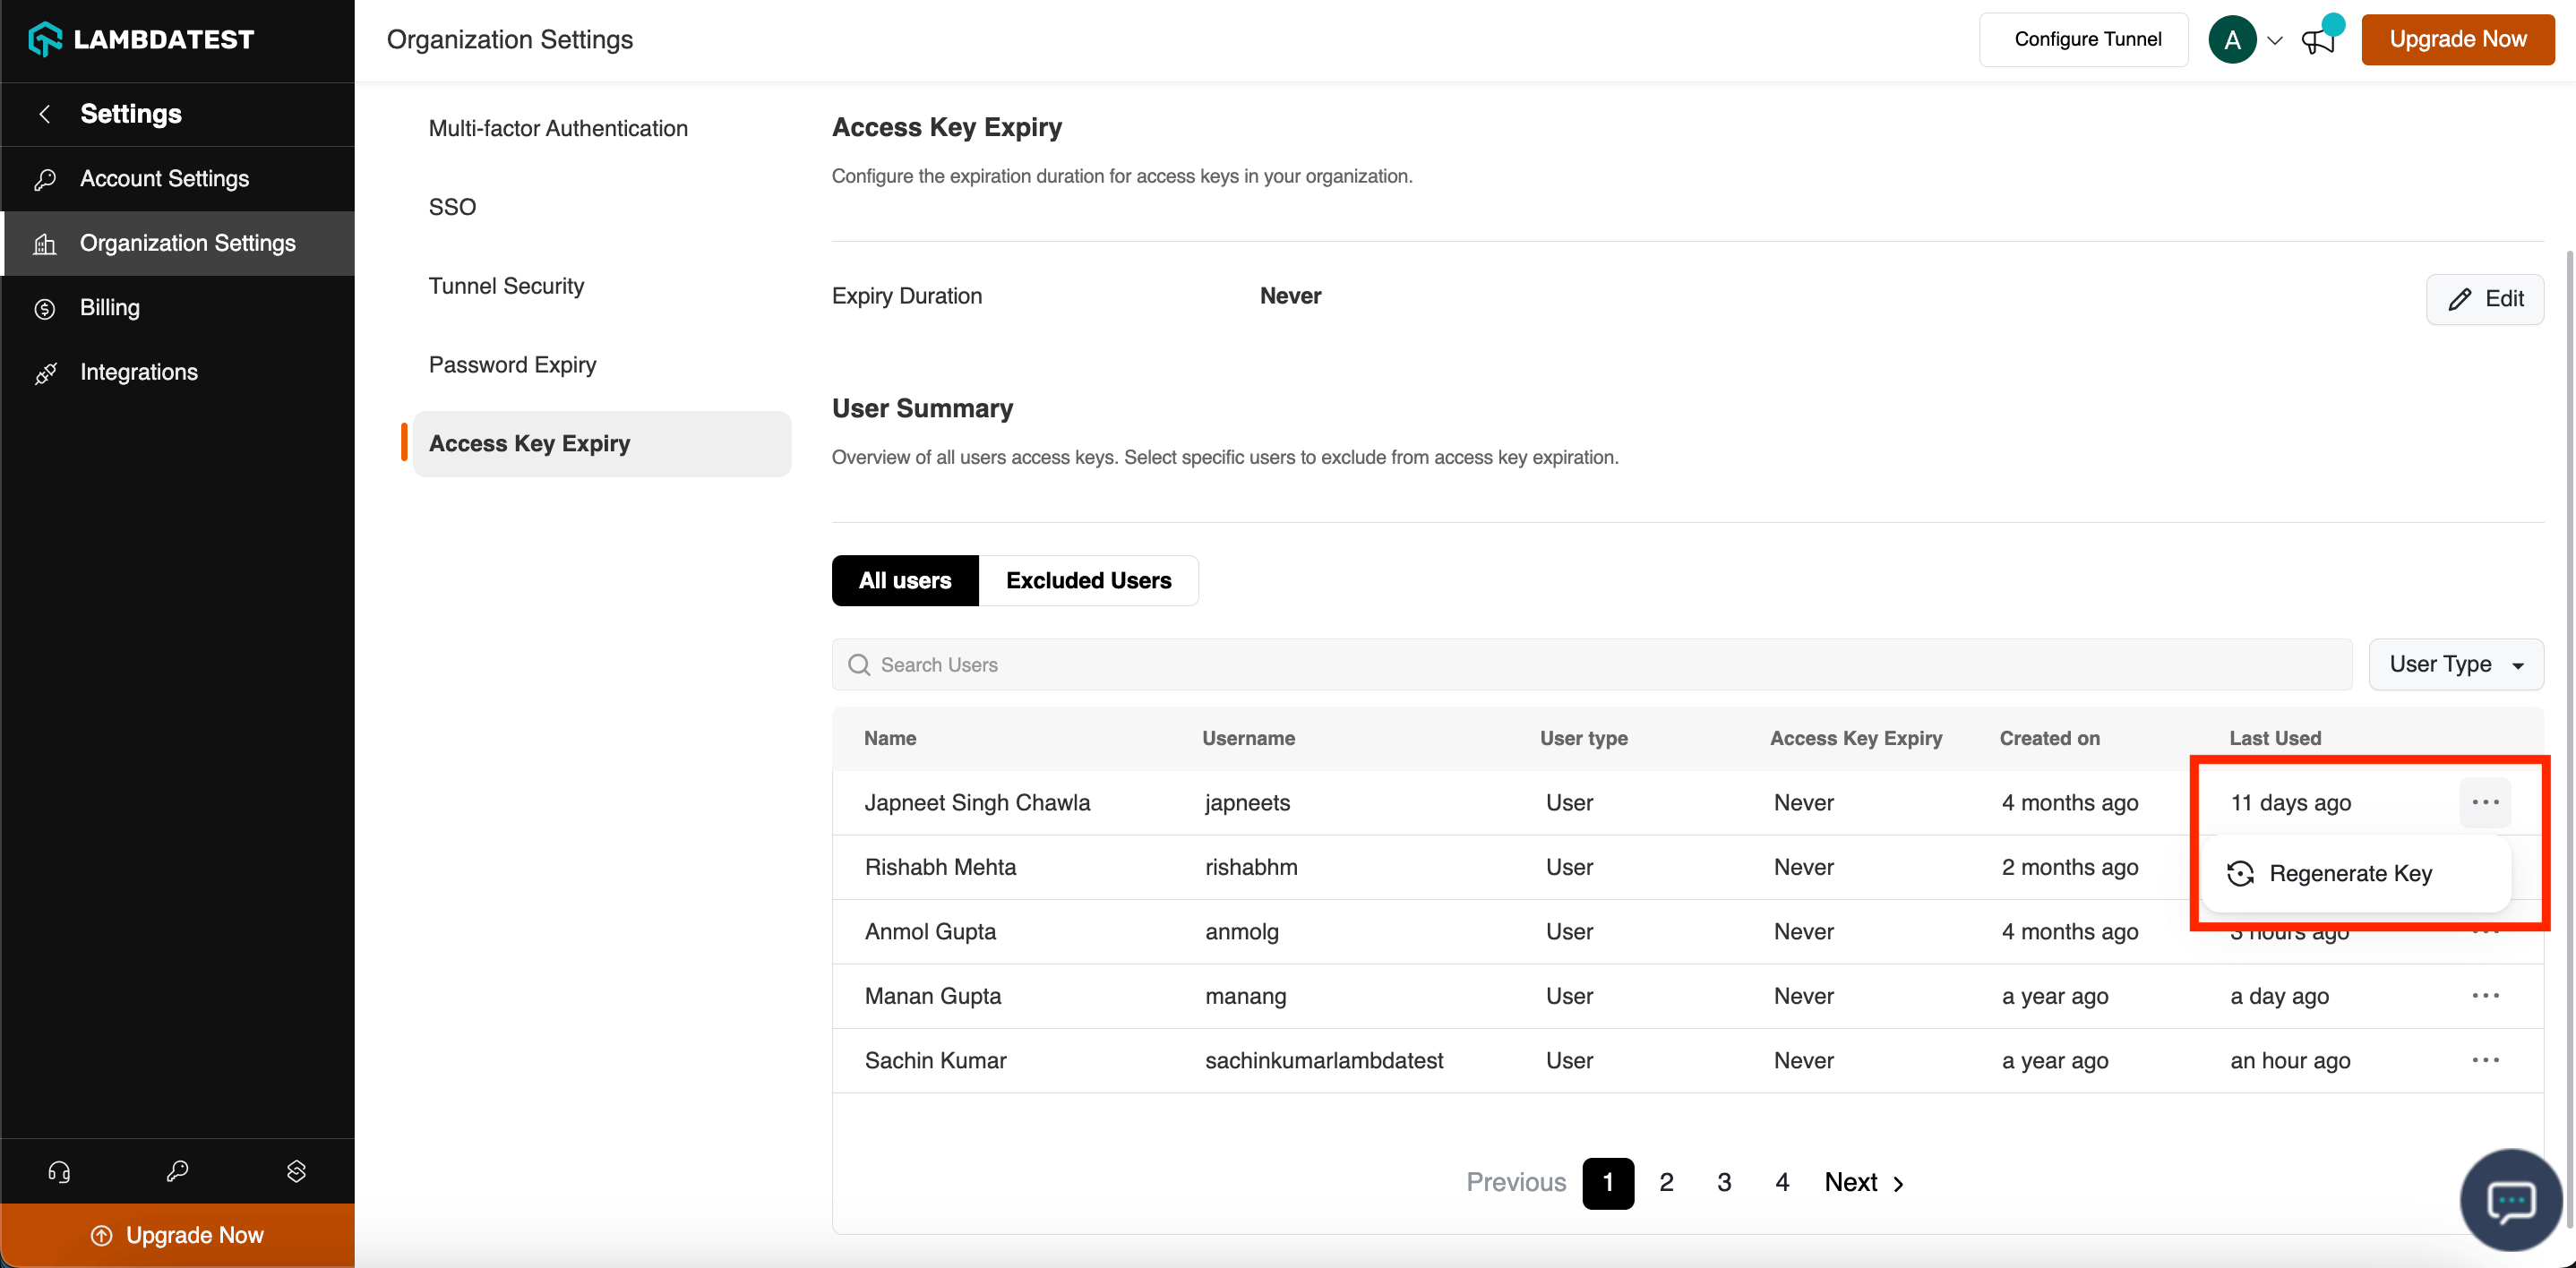 LAMBDATEST
Organization Settings
Configure Tunnel
A
Upgrade Now
Settings
Account Settings
Organization Settings
Billing
Integrations
Multi-factor Authentication
SSO
Tunnel Security
Password Expiry
Access Key Expiry
Access Key Expiry
Configure the expiration duration for access keys in your organization.
Expiry Duration Never
Edit
User Summary
Overview of all users access keys. Select specific users to exclude from access key expiration.
All users Excluded Users
Search Users
User Type
Name Username User type Access Key Expiry Created on Last Used
Japneet Singh Chawla japneets User Never 4 months ago 11 days ago
Rishabh Mehta rishabhm User Never 2 months ago
Regenerate Key
Anmol Gupta anmolg User Never 4 months ago 3 hours ago
Manan Gupta manang User Never a year ago a day ago
Sachin Kumar sachinkumarlambdatest User Never a year ago an hour ago
Previous 1 2 3 4 Next
Upgrade Now